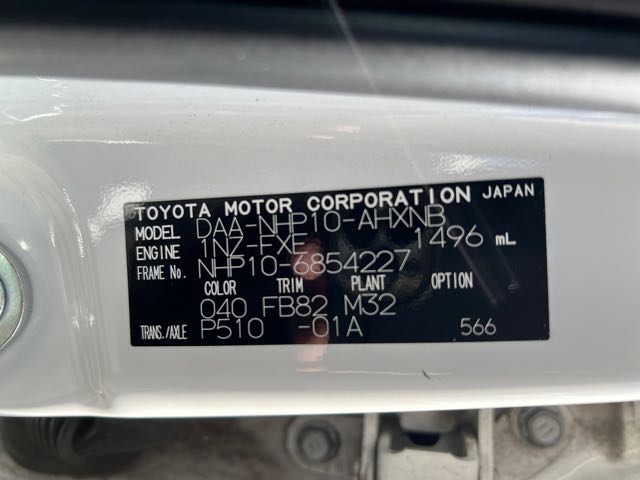 TOYOTA MOTOR CORPORATION JAPAN
MODEL DAA-NHP10-AHXNB
ENGINE 1NZ-FXE 1496 mL
FRAME No. NHP10-6854227
COLOR TRIM PLANT OPTION
040 FB82 M32
TRANS./AXLE P510 -01A 566